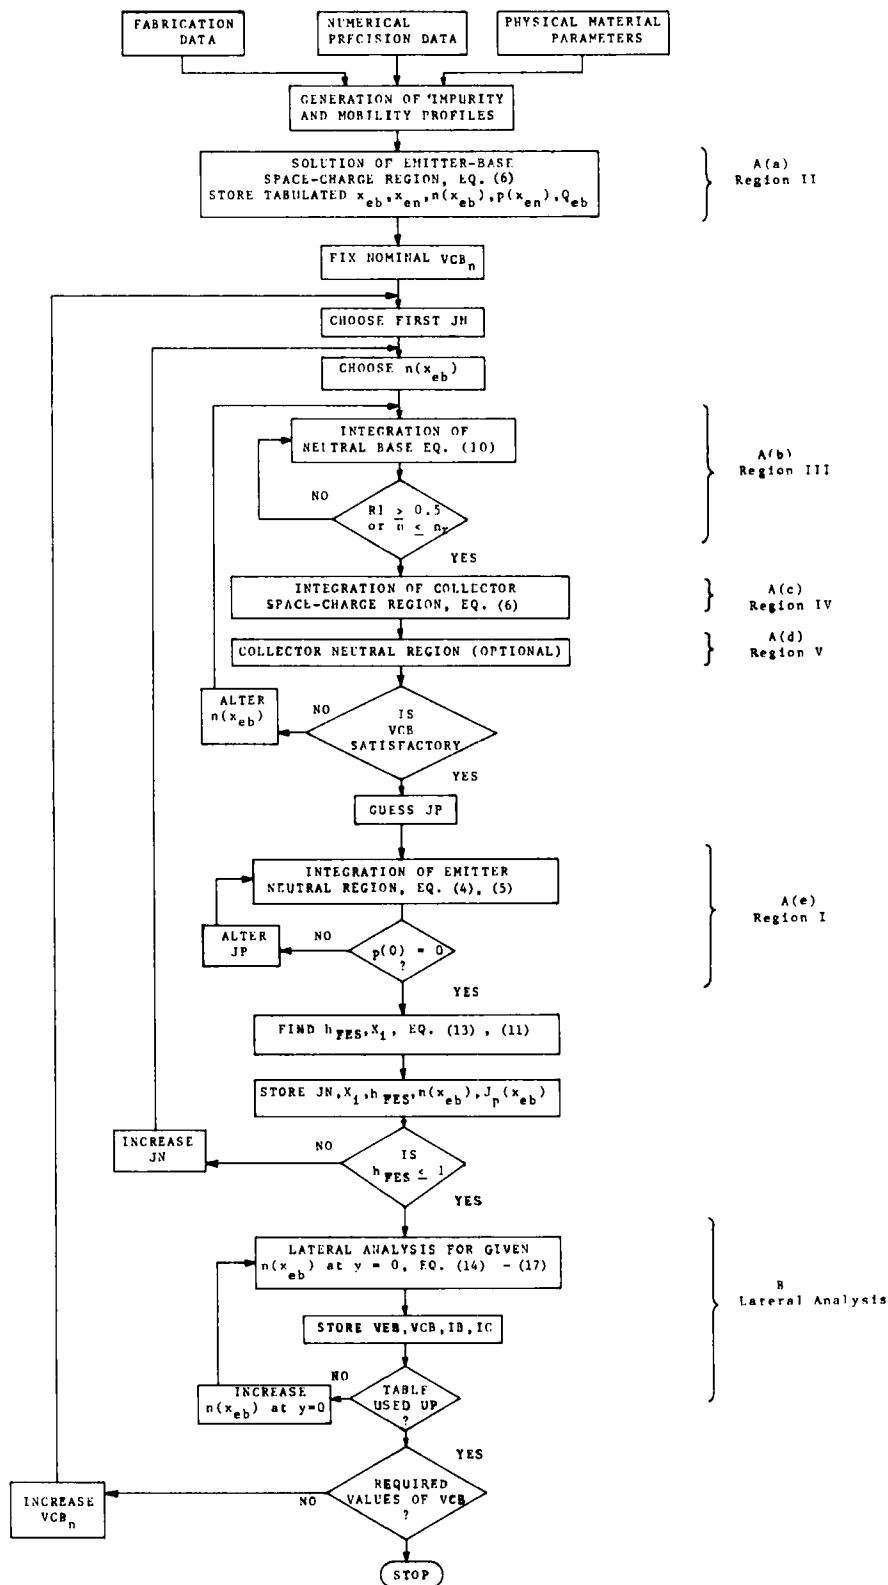 FABRICATION
DATA
NUMERICAL
PRECISION DATA
PHYSICAL MATERIAL
PARAMETERS
GENERATION OF IMPURITY
AND MOBILITY PROFILES
SOLUTION OF EMITTER-BASE
SPACE-CHARGE REGION, EQ. (6)
STORE TABULATED x_eb, x_en, n(x_eb), p(x_en), Q_eb
A(a)
Region II
FIX NOMINAL VCB_n
CHOOSE FIRST JN
CHOOSE n(x_eb)
INTEGRATION OF
NEUTRAL BASE EQ. (10)
A(b)
Region III
NO
RI ≥ 0.5
or n ≤ n_r
YES
INTEGRATION OF COLLECTOR
SPACE-CHARGE REGION, EQ. (6)
A(c)
Region IV
COLLECTOR NEUTRAL REGION (OPTIONAL)
A(d)
Region V
ALTER
n(x_eb)
NO
IS
VCB
SATISFACTORY
YES
GUESS JP
INTEGRATION OF EMITTER
NEUTRAL REGION, EQ. (4), (5)
A(e)
Region I
ALTER
JP
NO
p(0) = 0
?
YES
FIND h_FES, X_i, EQ. (13), (11)
STORE JN, X_i, h_FES, n(x_eb), J_p(x_eb)
INCREASE
JN
NO
IS
h_FES ≤ 1
YES
LATERAL ANALYSIS FOR GIVEN
n(x_eb) at y = 0, EQ. (14) - (17)
B
Lateral Analysis
STORE VEB, VCB, IB, IC
NO
INCREASE
n(x_eb) at y=0
TABLE
USED UP
?
YES
INCREASE
VCB_n
NO
REQUIRED
VALUES OF VCB
?
STOP